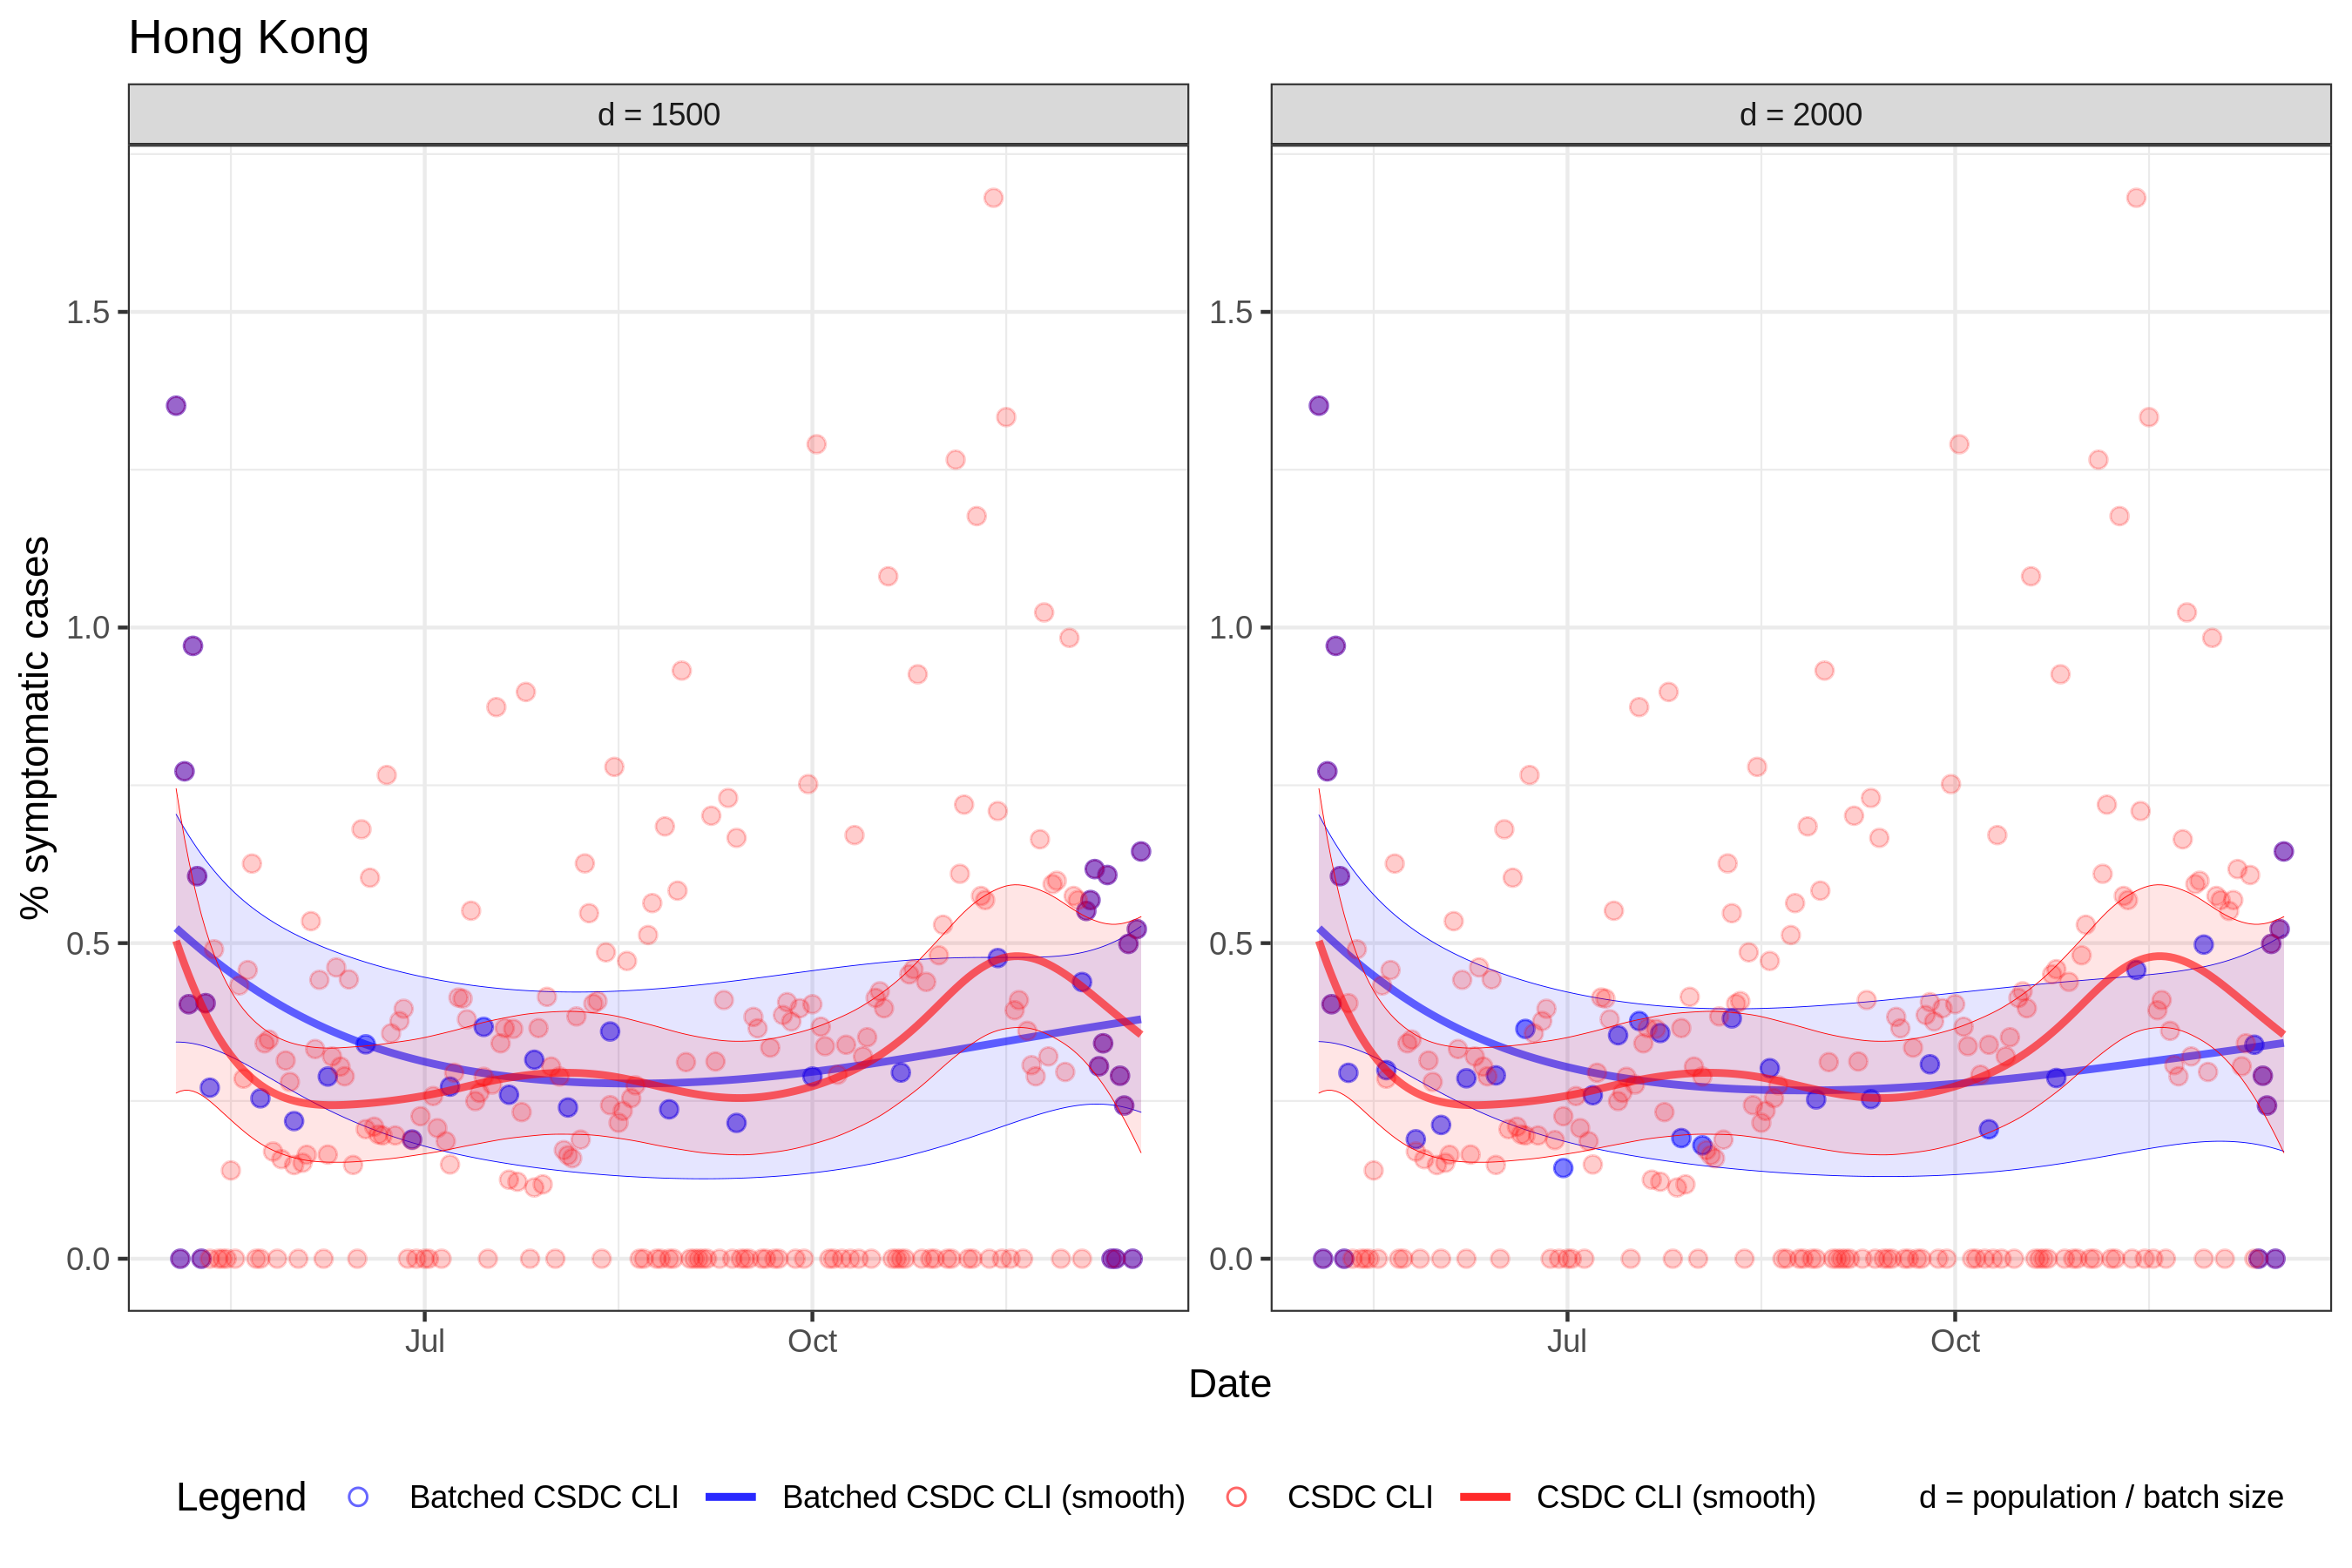 Hong Kong
d = 1500
d = 2000
% symptomatic cases
1.5
1.0
0.5
0.0
1.5
1.0
0.5
0.0
Jul
Oct
Jul
Oct
Date
Legend
Batched CSDC CLI
Batched CSDC CLI (smooth)
CSDC CLI
CSDC CLI (smooth)
d = population / batch size